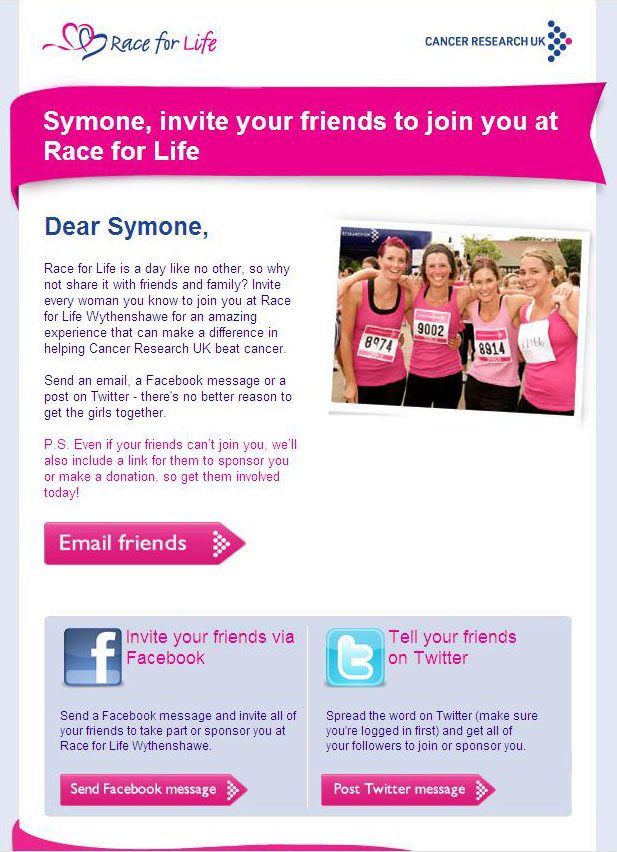 Race for Life
CANCER RESEARCH UK
Symone, invite your friends to join you at
Race for Life
Dear Symone,
Race for Life is a day like no other, so why
not share it with friends and family? Invite
every woman you know to join you at Race
for Life Wythenshawe for an amazing
experience that can make a difference in
helping Cancer Research UK beat cancer.
Send an email, a Facebook message or a
post on Twitter - there's no better reason to
get the girls together.
P.S. Even if your friends can't join you, we'll
also include a link for them to sponsor you
or make a donation, so get them involved
today!
RESEARCH UK
8974
9002
8914
Email friends
f
Invite your friends via
Facebook
Send a Facebook message and invite all of
your friends to take part or sponsor you at
Race for Life Wythenshawe.
Send Facebook message
t
Tell your friends
on Twitter
Spread the word on Twitter (make sure
you're logged in first) and get all of
your followers to join or sponsor you.
Post Twitter message